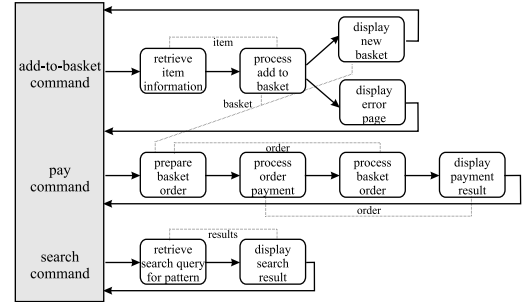 add-to-basket
command
item
retrieve
item
information
process
add to
basket
display
new
basket
display
error
page
basket
pay
command
order
prepare
basket
order
process
order
payment
process
basket
order
display
payment
result
order
search
command
results
retrieve
search query
for pattern
display
search
result